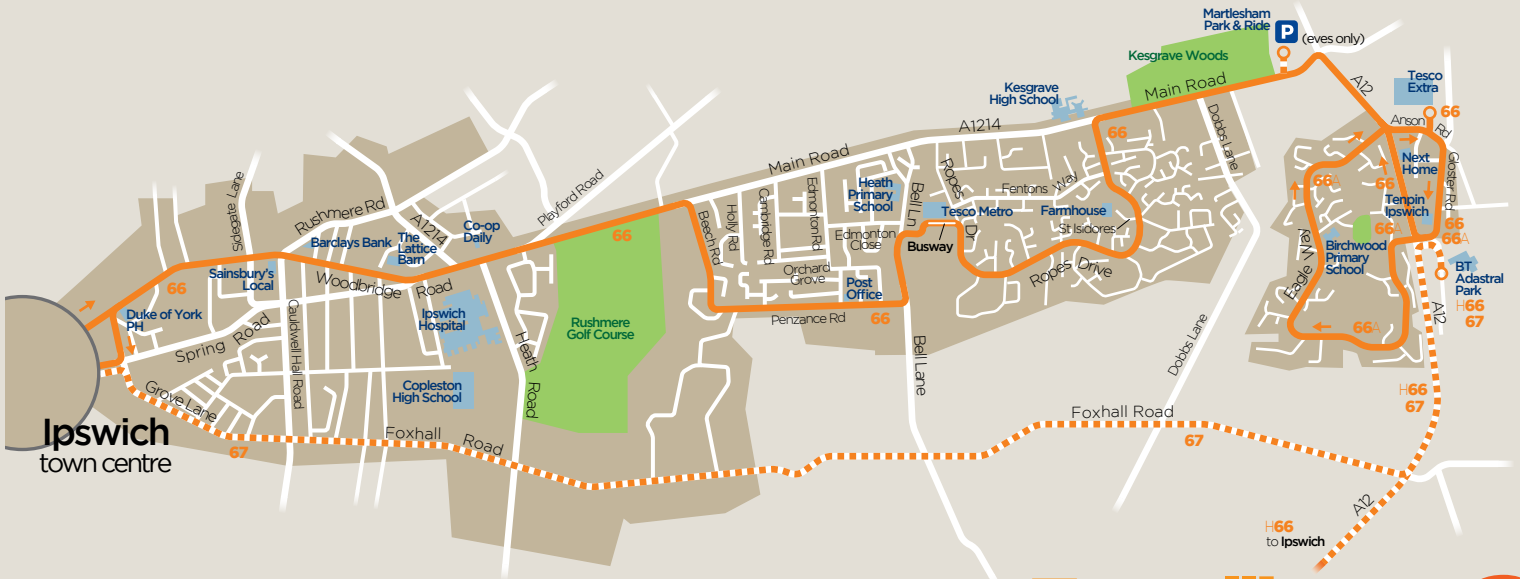 Martlesham
Park & Ride
P
(eves only)
Kesgrave Woods
Main Road
A12
Tesco
Extra
Kesgrave
High School
A1214
66
Dobbs Lane
Anson
Rd
66
Next
Home
Gloster Rd
66A
66
Tenpin
Ipswich
66A
66
66A
Birchwood
Primary
School
Eagle Way
BT
Adastral
Park
H66
67
A12
66A
H66
67
Main Road
Heath
Primary
School
Bell Ln
Ropes
Dr
Fentons Way
Tesco Metro
Farmhouse
St Isidores
Busway
Ropes Drive
Edmonton
Close
Orchard
Grove
Post
Office
Beech Rd
Holly Rd
Cambridge Rd
Edmonton Rd
Penzance Rd
66
Bell Lane
Dobbs Lane
Playford Road
66
Rushmere
Golf Course
Sidegate Lane
Rushmere Rd
A1214
Co-op
Daily
Barclays Bank
The
Lattice
Barn
Sainsbury's
Local
Woodbridge Road
66
Duke of York
PH
Spring Road
Cauldwell Hall Road
Ipswich
Hospital
Heath Road
Copleston
High School
Grove Lane
Ipswich
town centre
67
Foxhall Road
Foxhall Road
67
A12
H66
to Ipswich